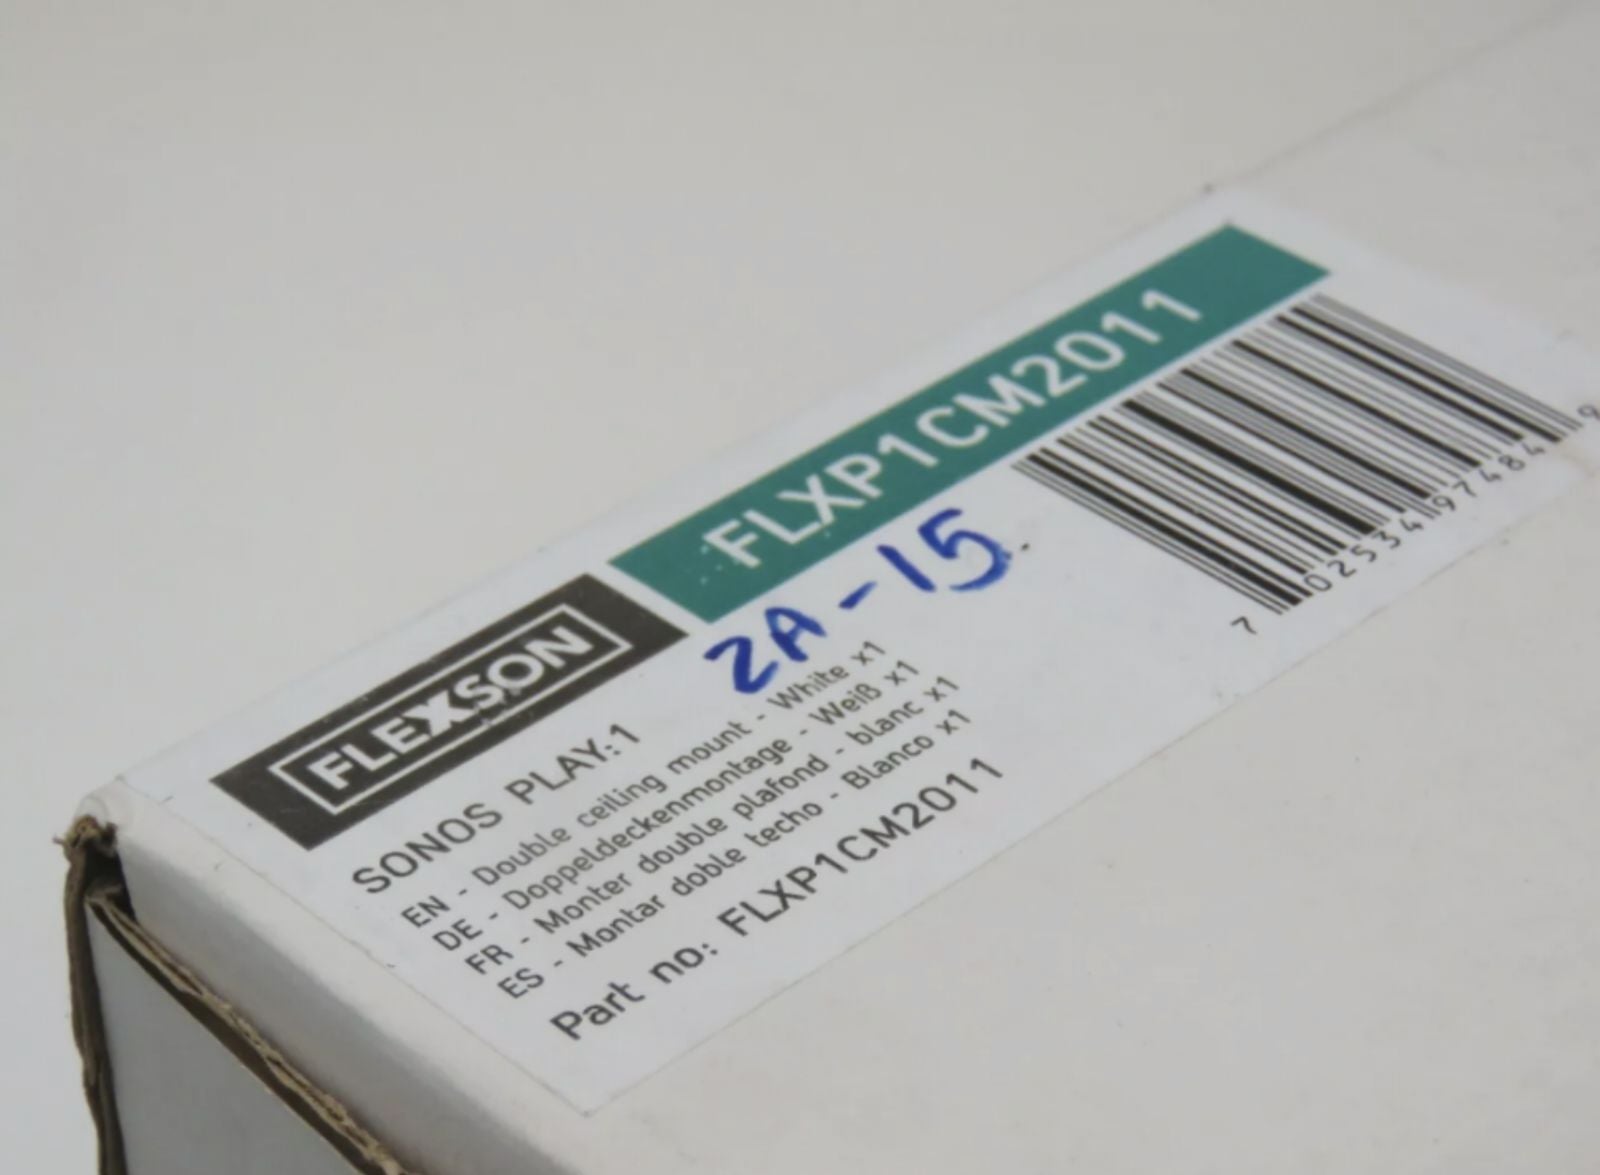 FLEXSON
FLXP1CM2011
2A-15
SONOS PLAY:1
EN - Double ceiling mount - White x1
DE - Doppeldeckenmontage - Weiß x1
FR - Monter double plafond - blanc x1
ES - Montar doble techo - Blanco x1
Part no: FLXP1CM2011
7 02534 97484 9